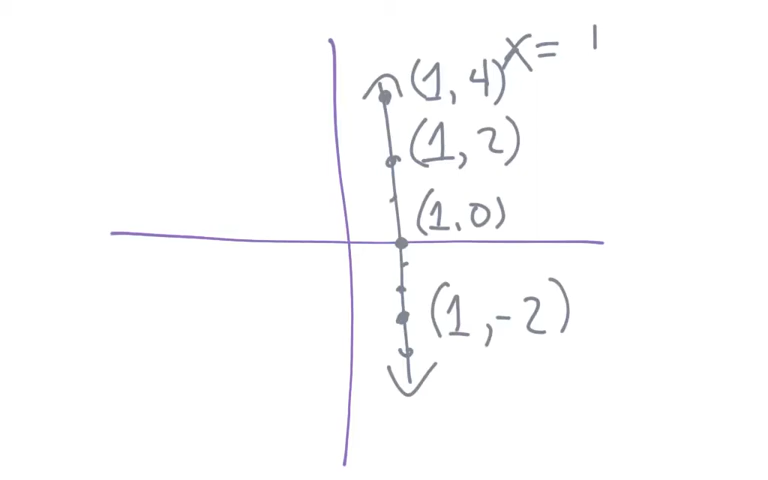 x = 1
(1, 4)
(1, 2)
(1, 0)
(1, -2)